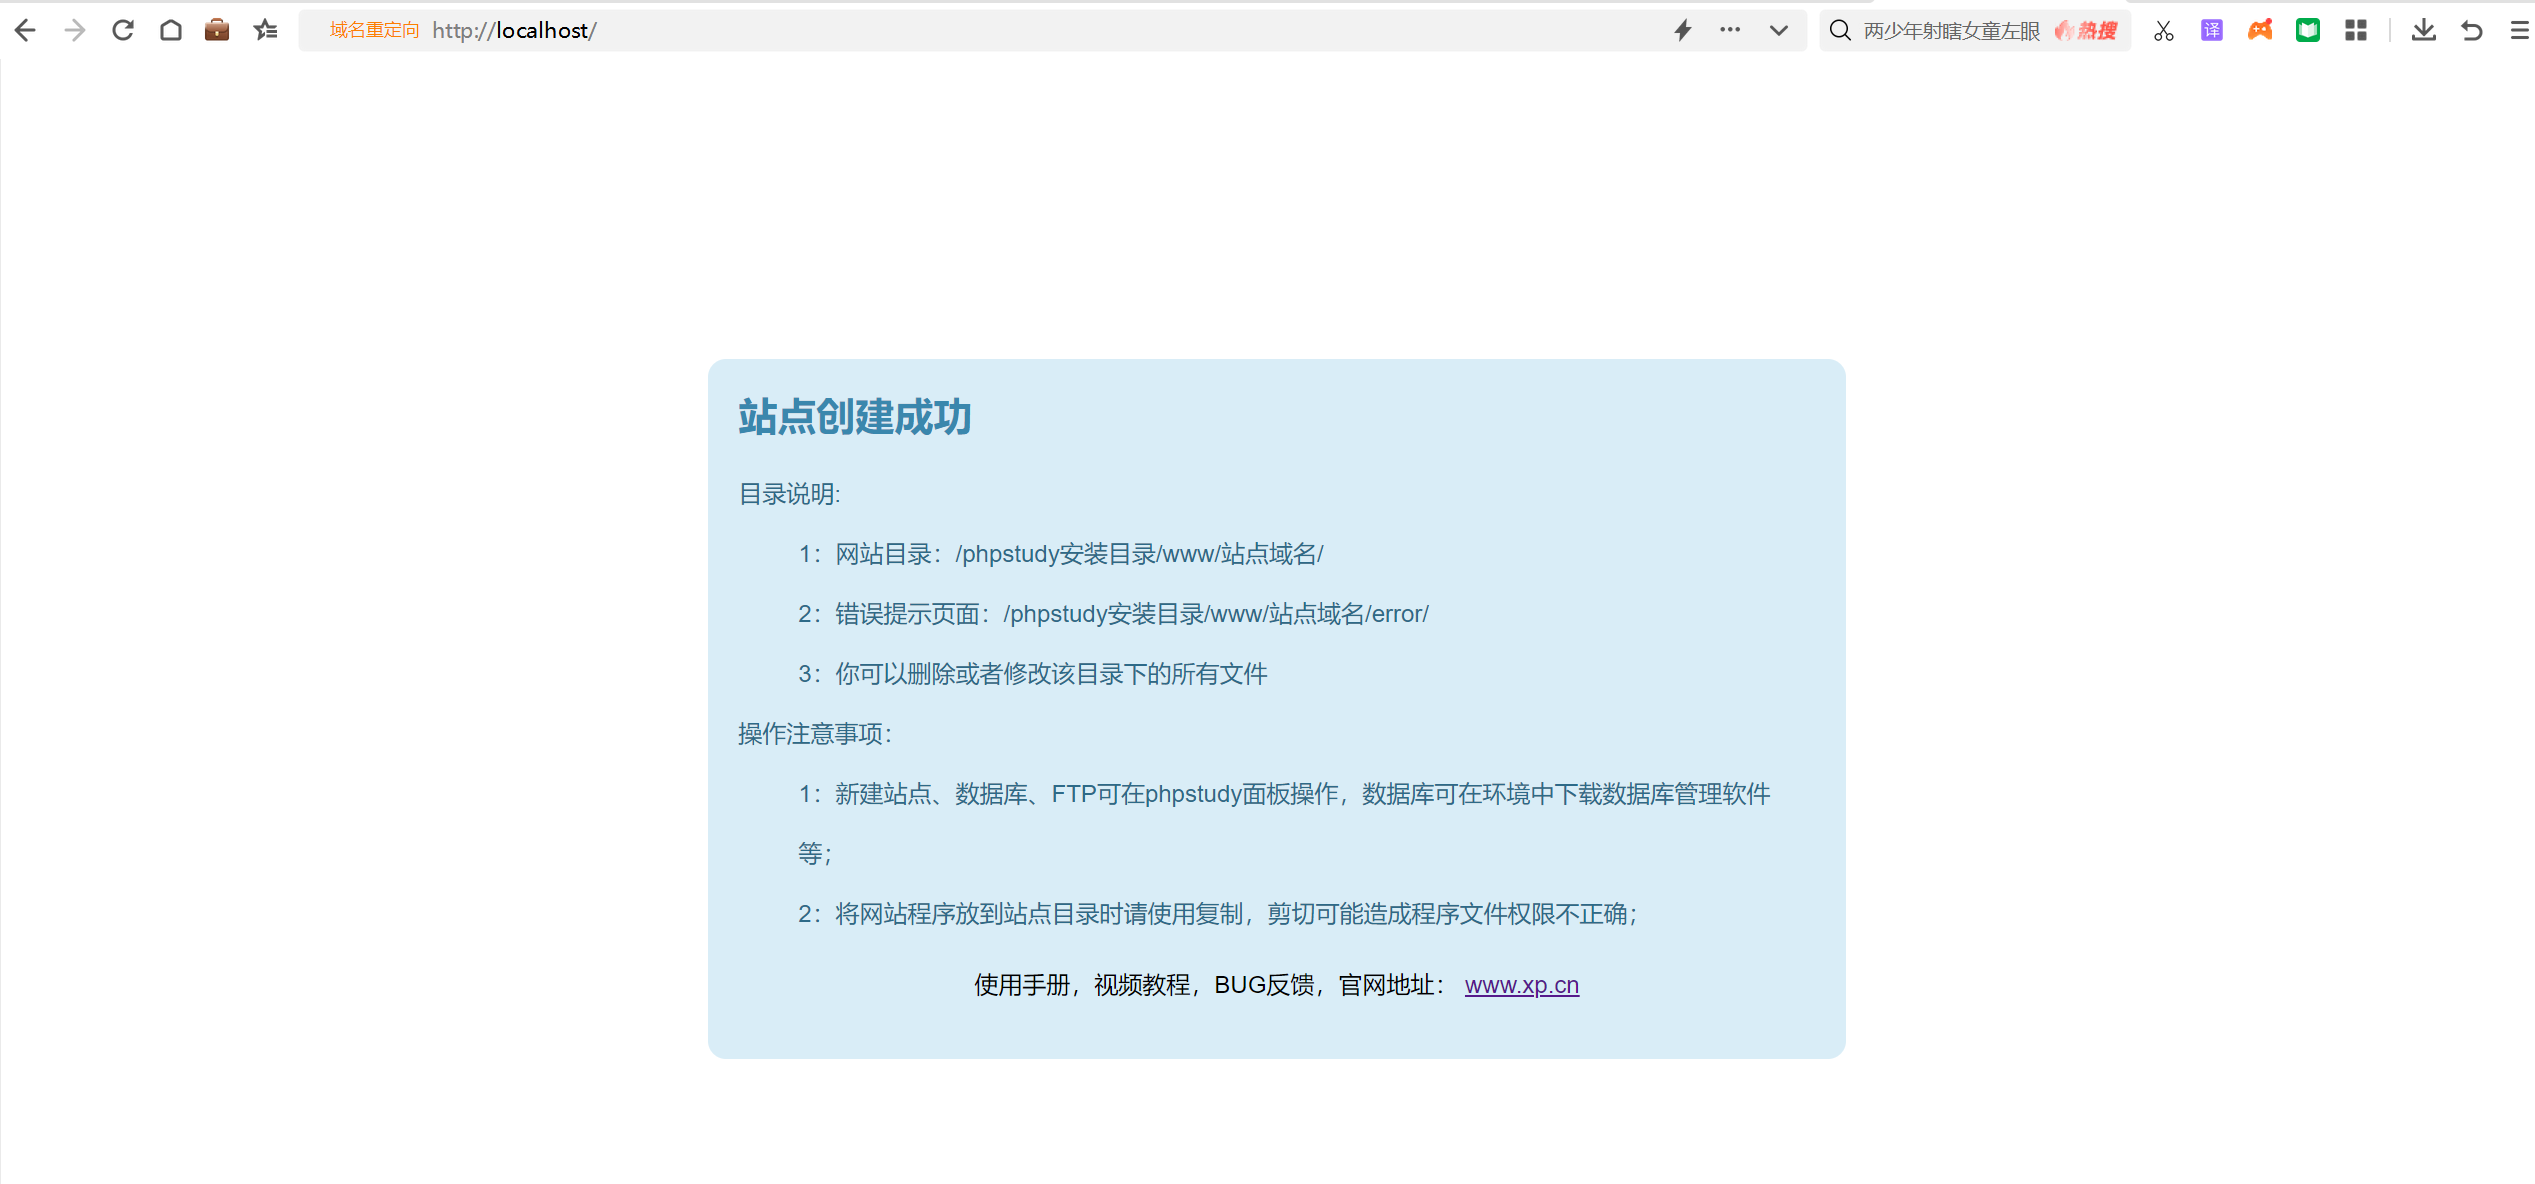 域名重定向 http://localhost/
两少年射瞎女童左眼 热搜
译
站点创建成功
目录说明:
1：网站目录：/phpstudy安装目录/www/站点域名/
2：错误提示页面：/phpstudy安装目录/www/站点域名/error/
3：你可以删除或者修改该目录下的所有文件
操作注意事项：
1：新建站点、数据库、FTP可在phpstudy面板操作，数据库可在环境中下载数据库管理软件
等；
2：将网站程序放到站点目录时请使用复制，剪切可能造成程序文件权限不正确；
使用手册，视频教程，BUG反馈，官网地址： www.xp.cn